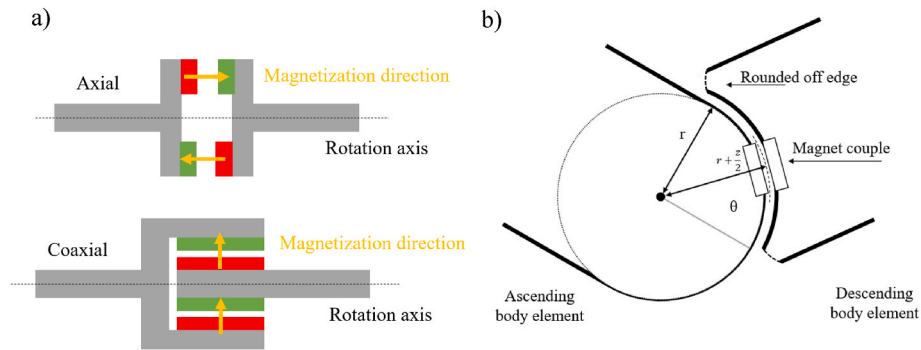 a)
Axial
Magnetization direction
Rotation axis
Coaxial
Magnetization direction
Rotation axis
b)
Rounded off edge
r
Magnet couple
r + z/2
θ
Ascending
body element
Descending
body element